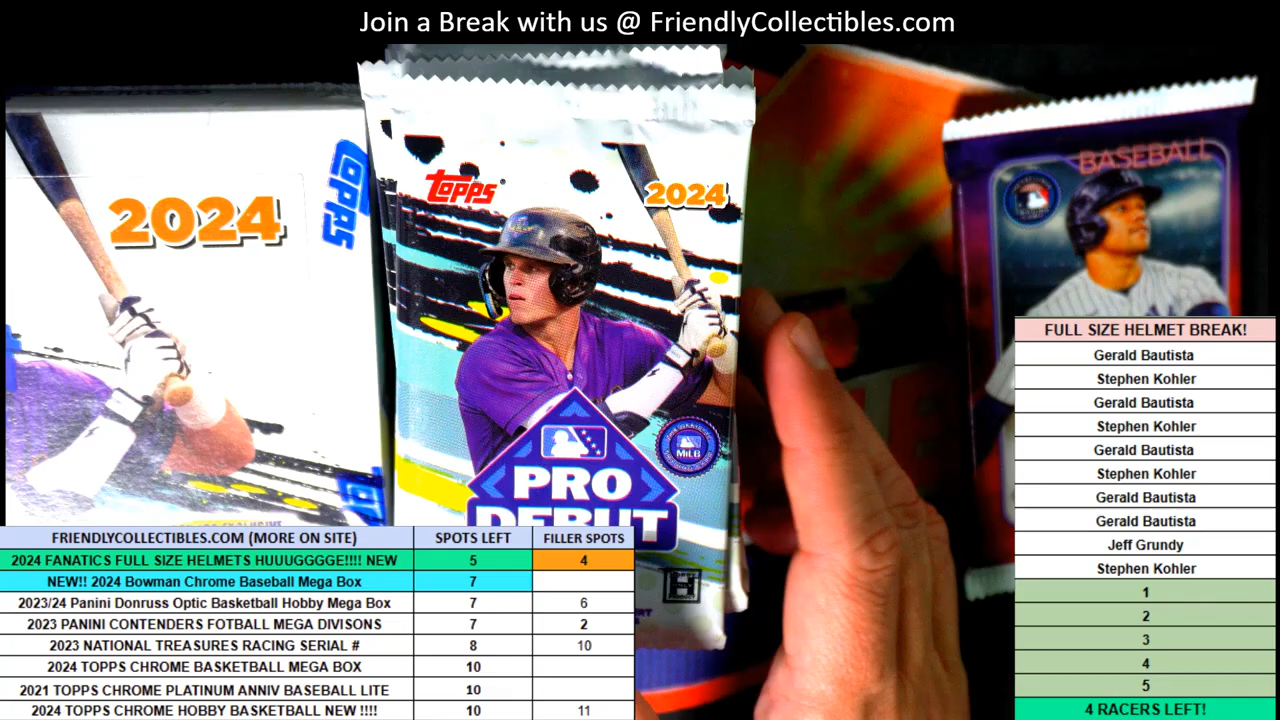 Join a Break with us @ FriendlyCollectibles.com
2024
TOPPS
TOPPS
2024
MiLB
PRO
DEBUT
BASEBALL
FULL SIZE HELMET BREAK!
Gerald Bautista
Stephen Kohler
Gerald Bautista
Stephen Kohler
Gerald Bautista
Stephen Kohler
Gerald Bautista
Gerald Bautista
Jeff Grundy
Stephen Kohler
1
2
3
4
5
4 RACERS LEFT!
FRIENDLYCOLLECTIBLES.COM (MORE ON SITE) SPOTS LEFT FILLER SPOTS
2024 FANATICS FULL SIZE HELMETS HUUUGGGGE!!!! NEW 5 4
NEW!! 2024 Bowman Chrome Baseball Mega Box 7
2023/24 Panini Donruss Optic Basketball Hobby Mega Box 7 6
2023 PANINI CONTENDERS FOTBALL MEGA DIVISONS 7 2
2023 NATIONAL TREASURES RACING SERIAL # 8 10
2024 TOPPS CHROME BASKETBALL MEGA BOX 10
2021 TOPPS CHROME PLATINUM ANNIV BASEBALL LITE 10
2024 TOPPS CHROME HOBBY BASKETBALL NEW !!!! 10 11